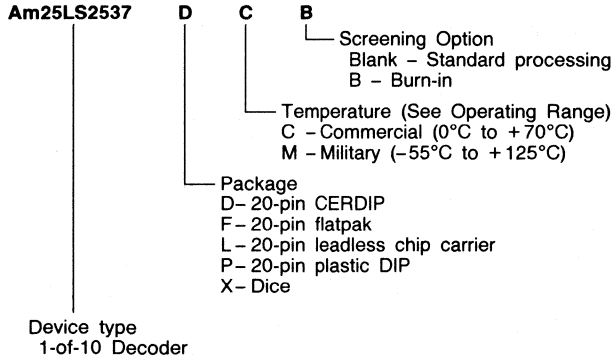 Am25LS2537 D C B
Screening Option
Blank – Standard processing
B – Burn-in
Temperature (See Operating Range)
C – Commercial (0°C to +70°C)
M – Military (–55°C to +125°C)
Package
D – 20-pin CERDIP
F – 20-pin flatpak
L – 20-pin leadless chip carrier
P – 20-pin plastic DIP
X – Dice
Device type
1-of-10 Decoder